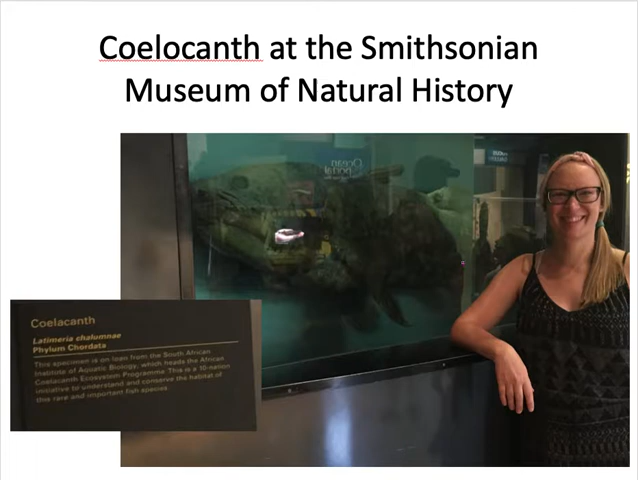 Coelocanth at the Smithsonian
Museum of Natural History
Ocean
portal
Coelacanth
Latimeria chalumnae
Phylum Chordata
This specimen is on loan from the South African
Institute of Aquatic Biology, which heads the African
Coelacanth Ecosystem Programme. This is a 10-nation
initiative to understand and conserve the habitat of
this rare and important fish species.